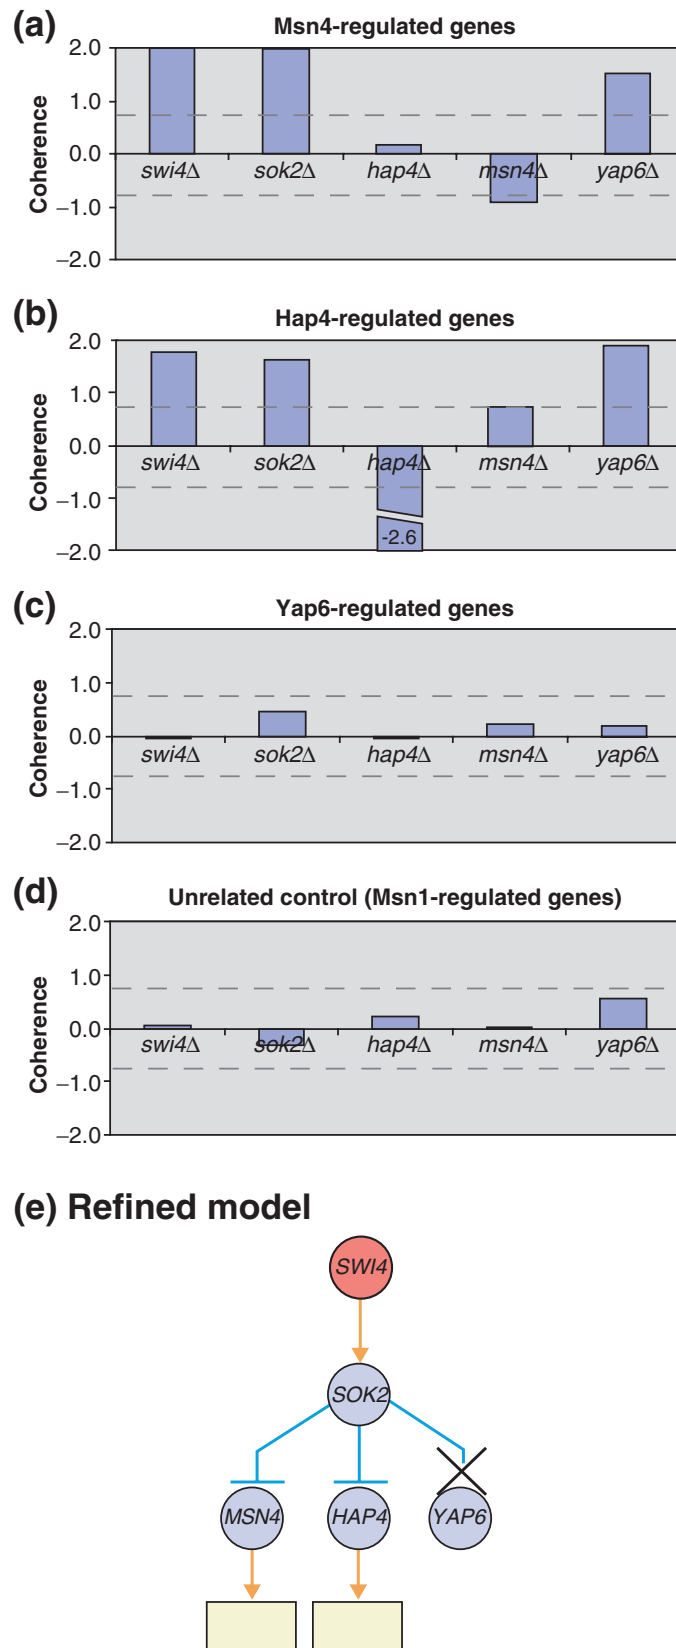 (a)
Msn4-regulated genes
Coherence
2.0
1.0
0.0
−1.0
−2.0
swi4Δ sok2Δ hap4Δ msn4Δ yap6Δ
(b)
Hap4-regulated genes
Coherence
2.0
1.0
0.0
−1.0
−2.0
swi4Δ sok2Δ hap4Δ msn4Δ yap6Δ
-2.6
(c)
Yap6-regulated genes
Coherence
2.0
1.0
0.0
−1.0
−2.0
swi4Δ sok2Δ hap4Δ msn4Δ yap6Δ
(d)
Unrelated control (Msn1-regulated genes)
Coherence
2.0
1.0
0.0
−1.0
−2.0
swi4Δ sok2Δ hap4Δ msn4Δ yap6Δ
(e) Refined model
SWI4
SOK2
MSN4 HAP4 YAP6